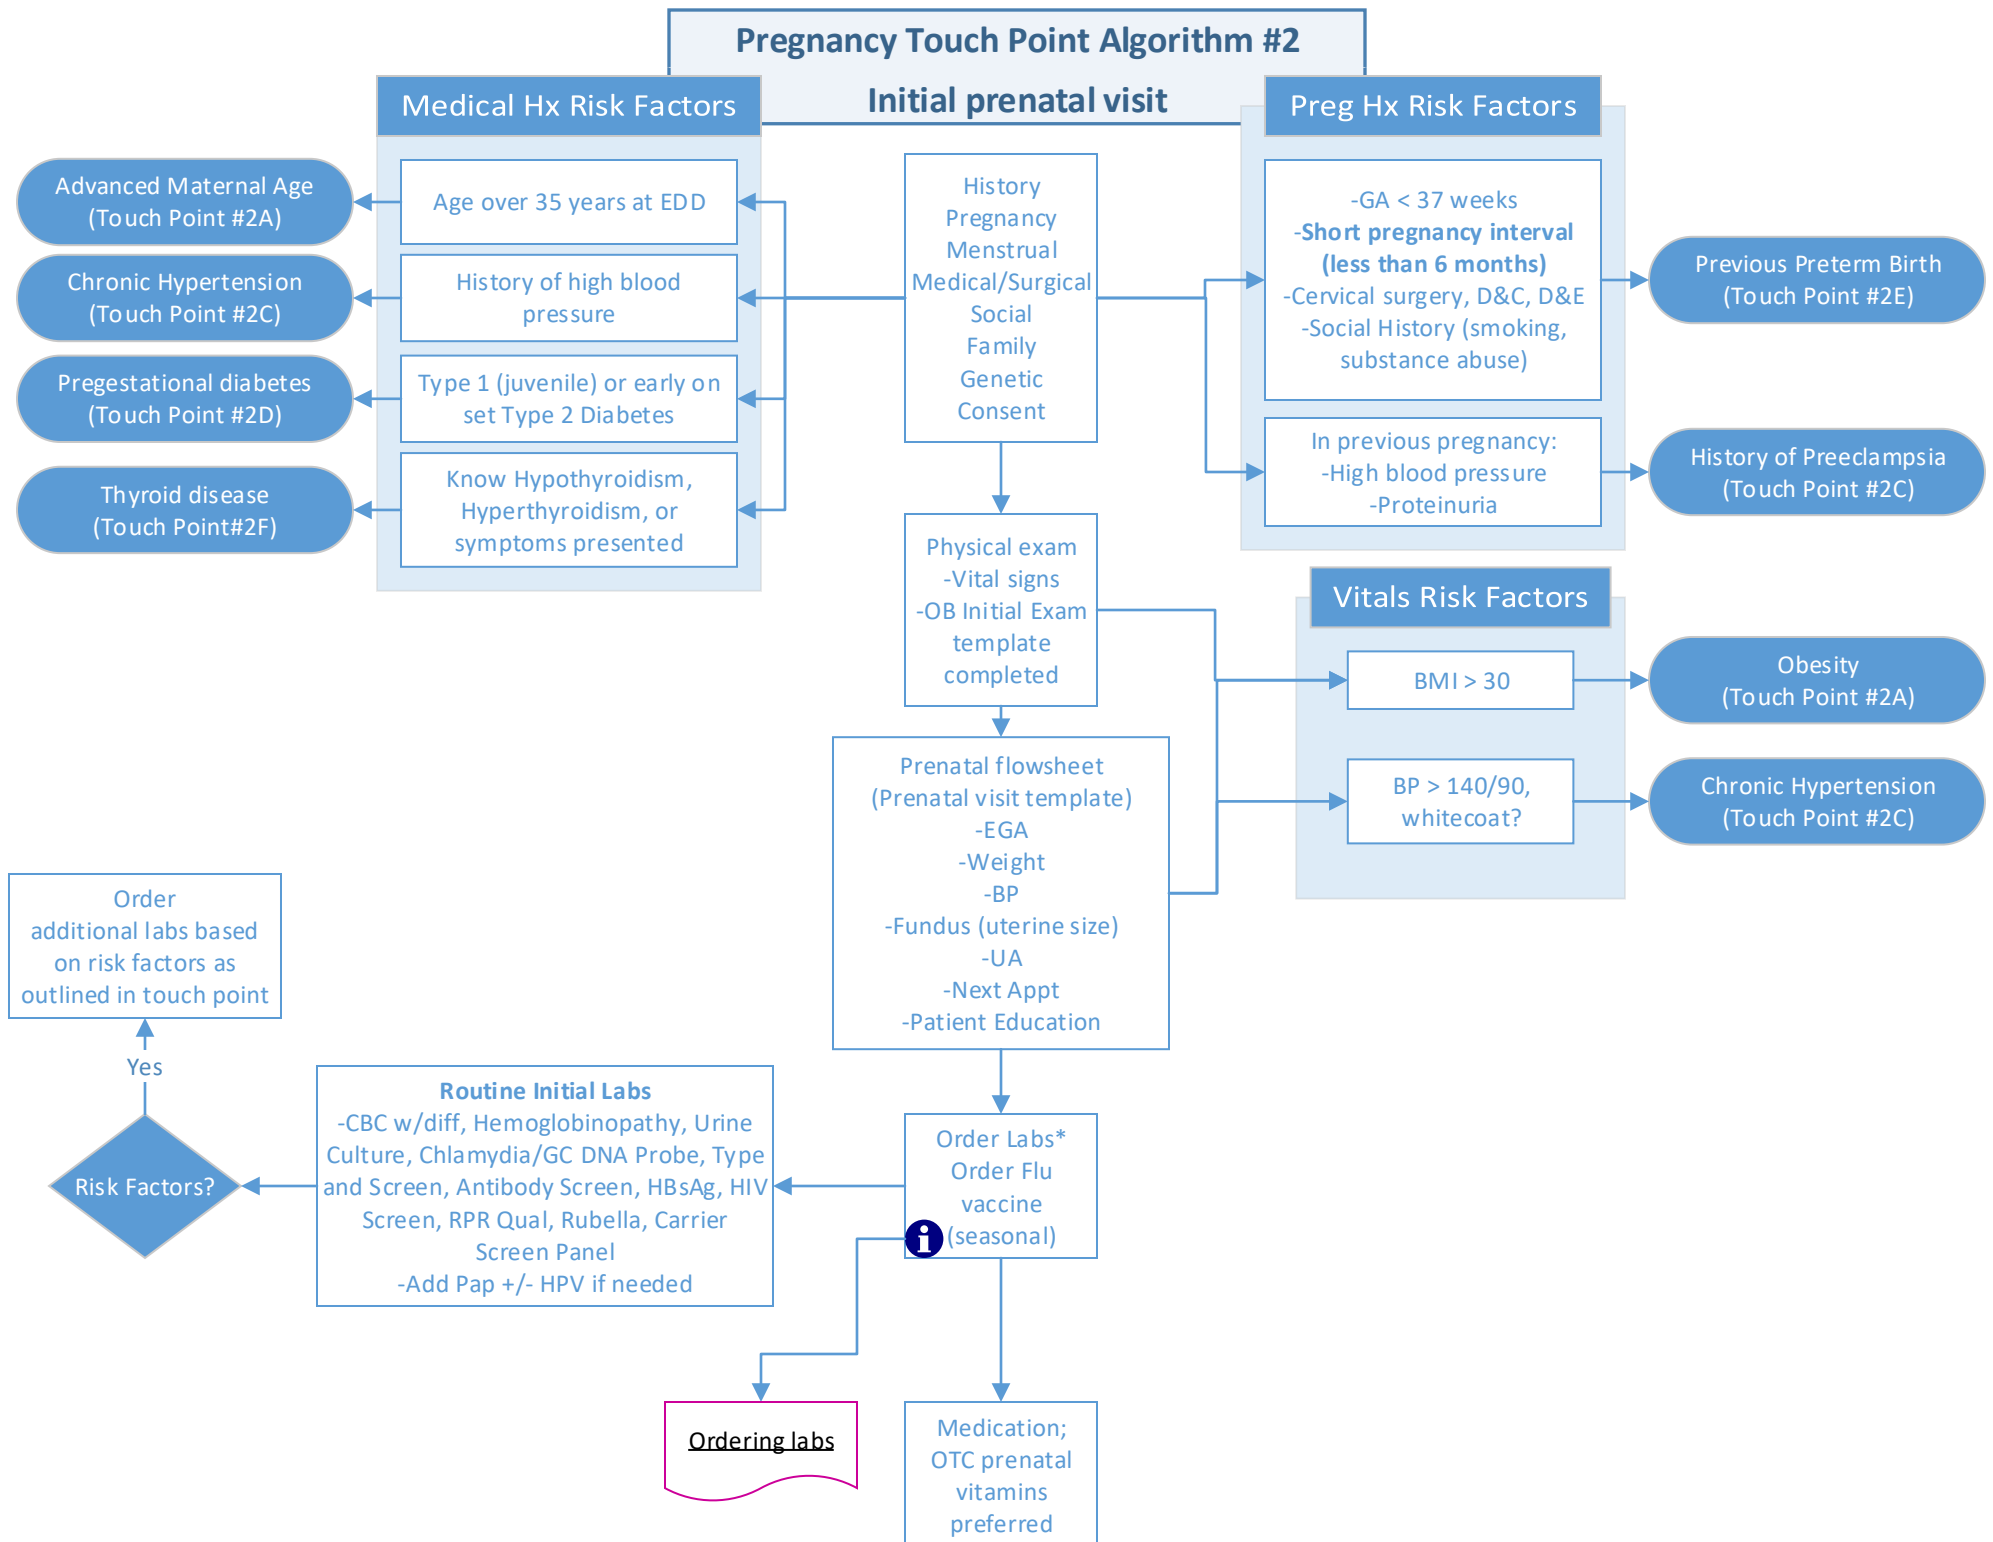 Pregnancy Touch Point Algorithm #2
Initial prenatal visit
Medical Hx Risk Factors
Advanced Maternal Age
(Touch Point #2A)
Age over 35 years at EDD
Chronic Hypertension
(Touch Point #2C)
History of high blood
pressure
Pregestational diabetes
(Touch Point #2D)
Type 1 (juvenile) or early on
set Type 2 Diabetes
Thyroid disease
(Touch Point#2F)
Know Hypothyroidism,
Hyperthyroidism, or
symptoms presented
History
Pregnancy
Menstrual
Medical/Surgical
Social
Family
Genetic
Consent
Preg Hx Risk Factors
-GA < 37 weeks
-Short pregnancy interval
(less than 6 months)
-Cervical surgery, D&C, D&E
-Social History (smoking,
substance abuse)
Previous Preterm Birth
(Touch Point #2E)
In previous pregnancy:
-High blood pressure
-Proteinuria
History of Preeclampsia
(Touch Point #2C)
Physical exam
-Vital signs
-OB Initial Exam
template
completed
Vitals Risk Factors
BMI > 30
Obesity
(Touch Point #2A)
BP > 140/90,
whitecoat?
Chronic Hypertension
(Touch Point #2C)
Prenatal flowsheet
(Prenatal visit template)
-EGA
-Weight
-BP
-Fundus (uterine size)
-UA
-Next Appt
-Patient Education
Order
additional labs based
on risk factors as
outlined in touch point
Yes
Risk Factors?
Routine Initial Labs
-CBC w/diff, Hemoglobinopathy, Urine
Culture, Chlamydia/GC DNA Probe, Type
and Screen, Antibody Screen, HBsAg, HIV
Screen, RPR Qual, Rubella, Carrier
Screen Panel
-Add Pap +/- HPV if needed
Order Labs*
Order Flu
vaccine
(seasonal)
i
Ordering labs
Medication;
OTC prenatal
vitamins
preferred